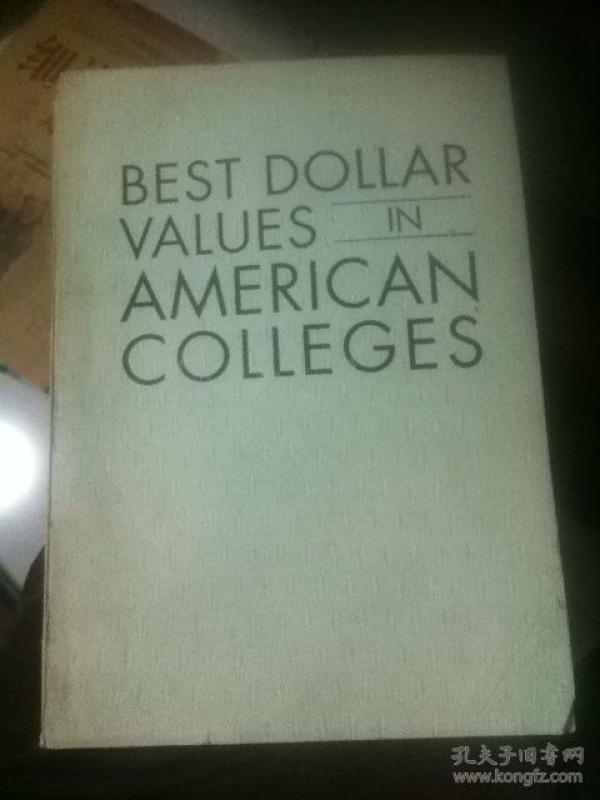 BEST DOLLAR
VALUES IN
AMERICAN
COLLEGES
孔夫子旧书网
www.kongfz.com